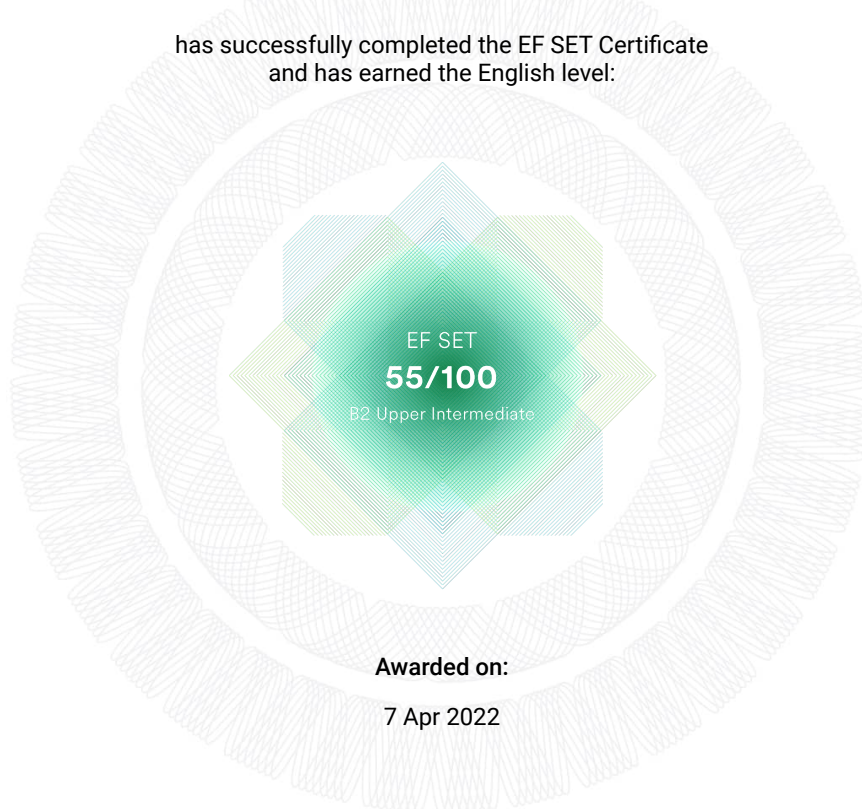 has successfully completed the EF SET Certificate
and has earned the English level:
EF SET
55/100
B2 Upper Intermediate
Awarded on:
7 Apr 2022